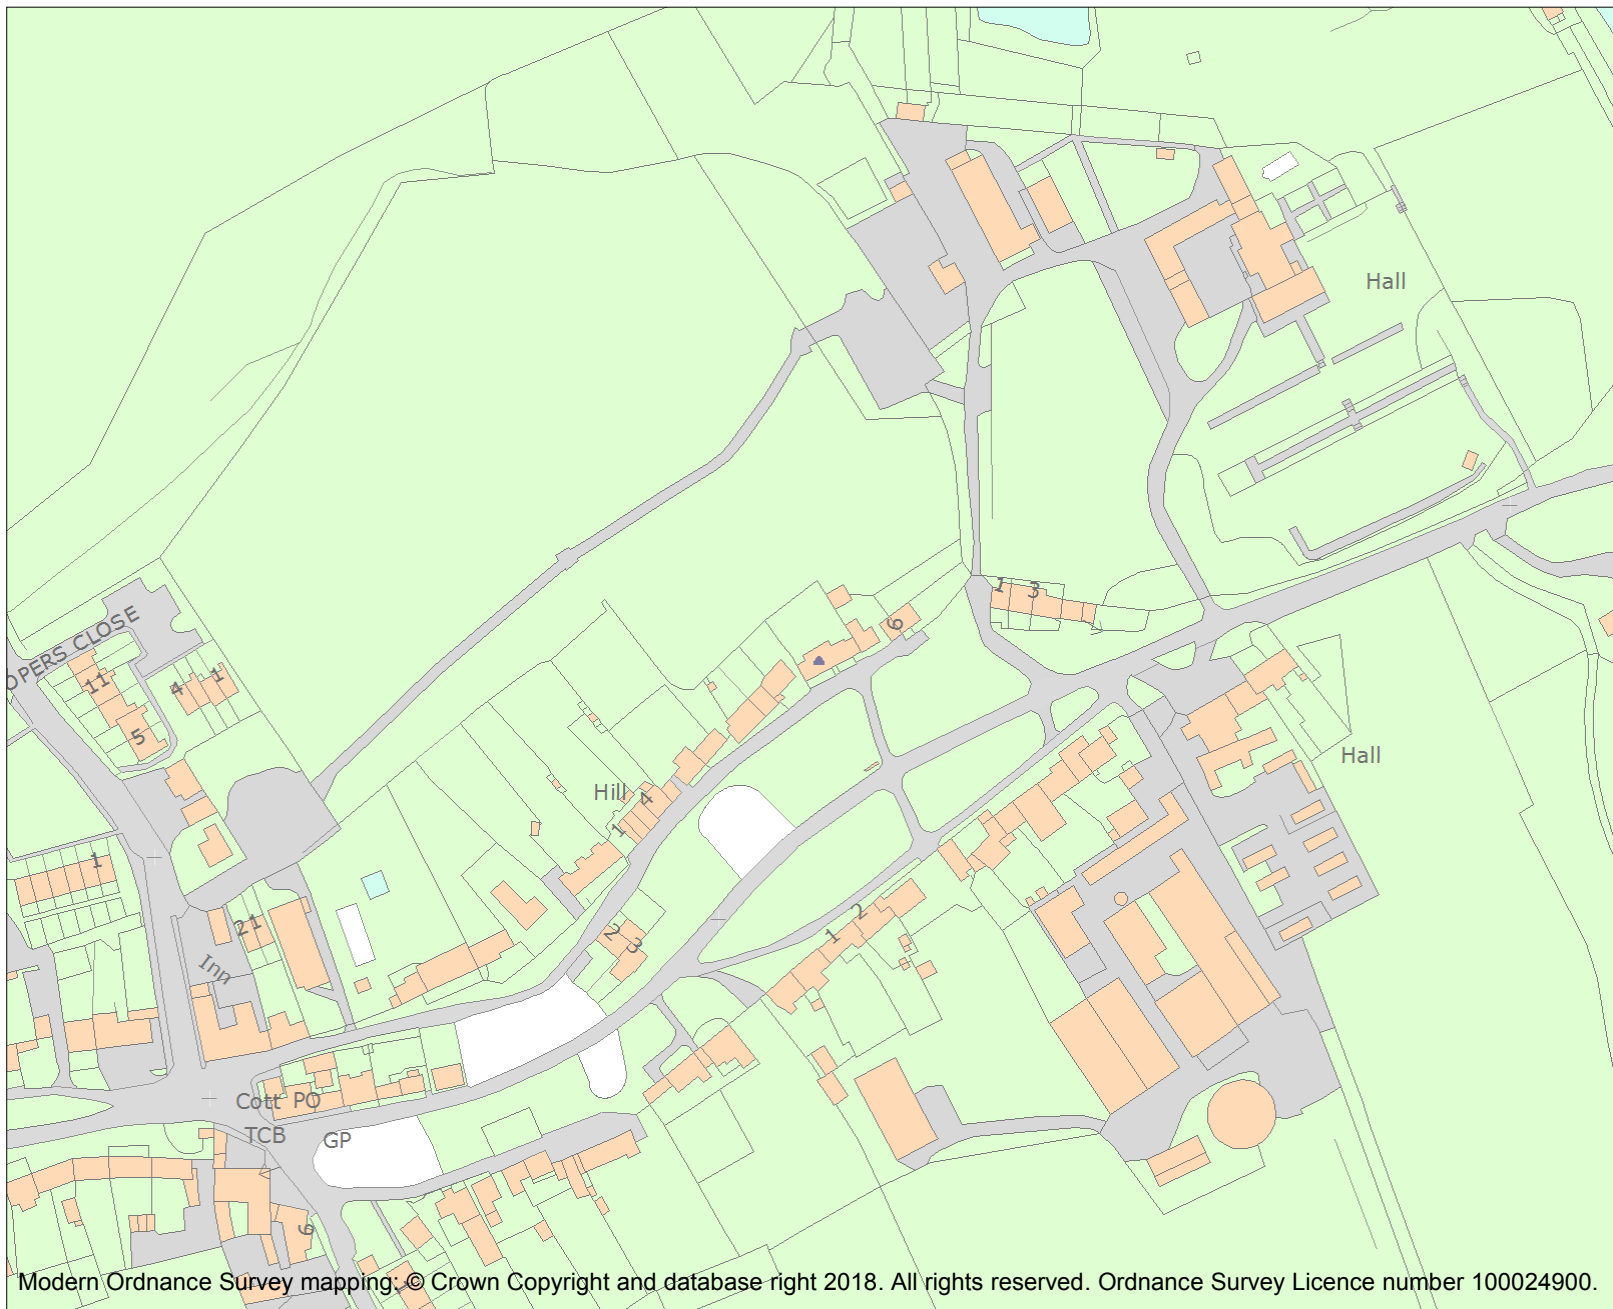 Hall
1
3
6
OPERS CLOSE
11
4
1
5
Hall
Hill
4
1
1
2
1
21
2
3
Inn
Cott
PO
TCB
GP
9
Modern Ordnance Survey mapping: © Crown Copyright and database right 2018. All rights reserved. Ordnance Survey Licence number 100024900.